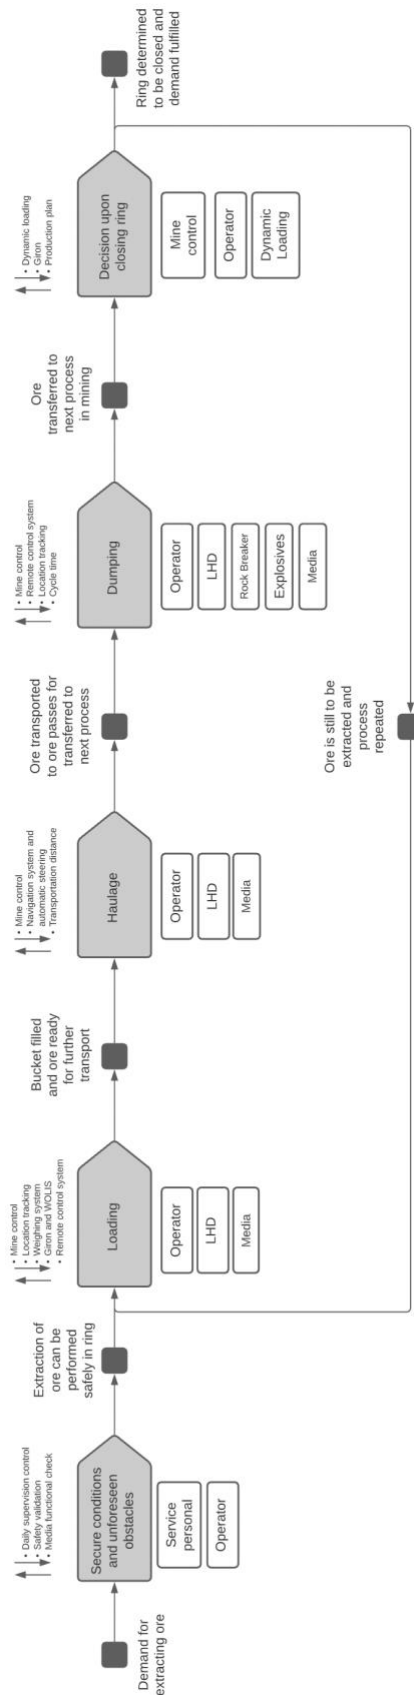 Demand for
extracting ore
• Daily supervision control
• Safety validation
• Media functional check
Secure conditions
and unforeseen
obstacles
Service
personal
Operator
Extraction of
ore can be
performed
safely in ring
• Mine control
• Location tracking
• Weighing system
• Giron and WOLIS
• Remote control system
Loading
Operator
LHD
Media
Bucket filled
and ore ready
for further
transport
• Mine control
• Navigation system and
automatic steering
• Transportation distance
Haulage
Operator
LHD
Media
Ore transported
to ore passes for
transferred to
next process
• Mine control
• Remote control system
• Location tracking
• Cycle time
Dumping
Operator
LHD
Rock Breaker
Explosives
Media
Ore
transferred to
next process
in mining
• Dynamic loading
• Giron
• Production plan
Decision upon
closing ring
Mine
control
Operator
Dynamic
Loading
Ring determined
to be closed and
demand fulfilled
Ore is still to be
extracted and
process
repeated